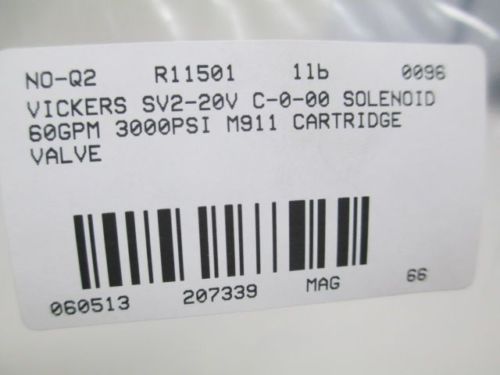 NO-Q2 R11501 1lb 0096
VICKERS SV2-20V C-0-00 SOLENOID
60GPM 3000PSI M911 CARTRIDGE
VALVE
060513 207339 MAG 66